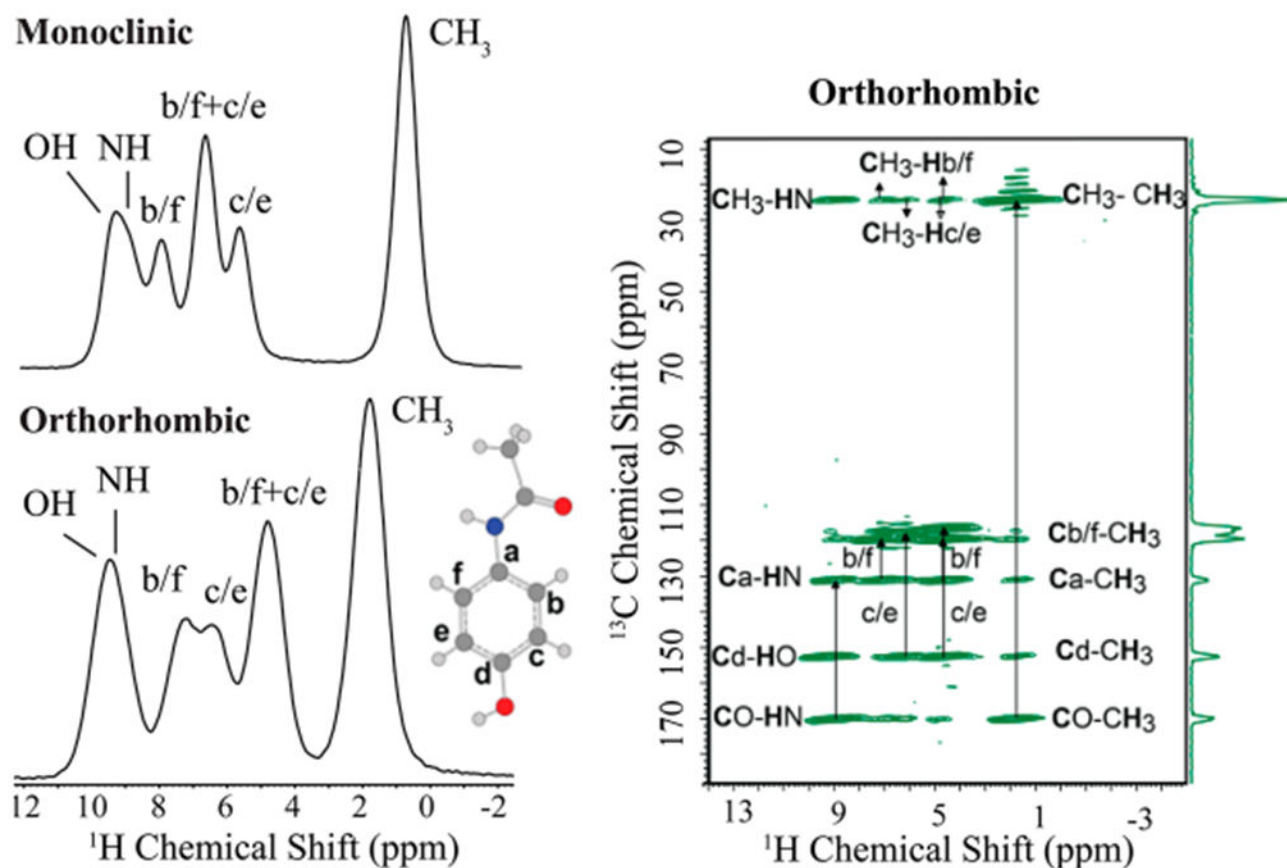 Monoclinic
CH3
b/f+c/e
OH NH
b/f
c/e
Orthorhombic
CH3
NH
OH
b/f+c/e
b/f
c/e
a
f
b
e
c
d
12 10 8 6 4 2 0 -2
1H Chemical Shift (ppm)
Orthorhombic
10
30
50
70
90
110
130
150
170
13C Chemical Shift (ppm)
CH3-Hb/f
CH3-HN
CH3- CH3
CH3-Hc/e
Cb/f-CH3
b/f
b/f
Ca-HN
Ca-CH3
c/e
c/e
Cd-HO
Cd-CH3
CO-HN
CO-CH3
13 9 5 1 -3
1H Chemical Shift (ppm)